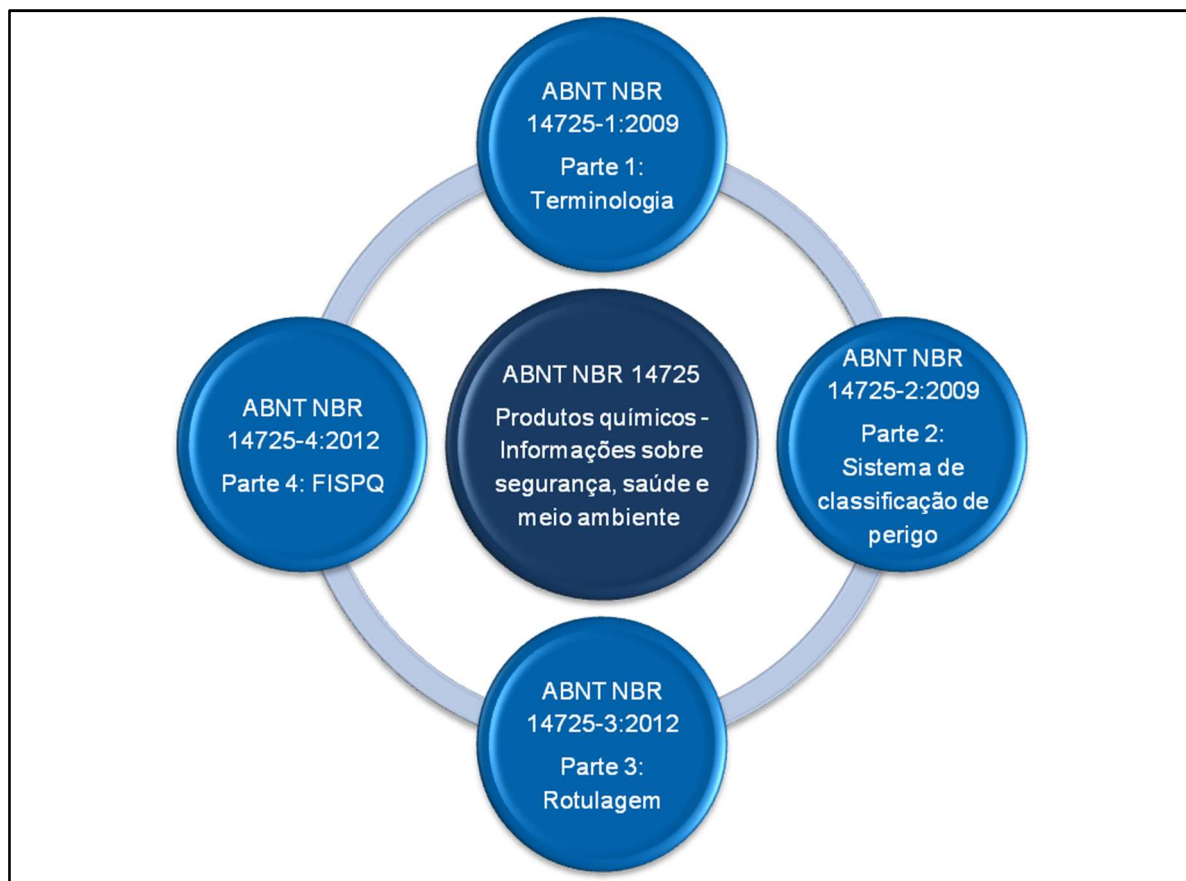 ABNT NBR
14725-1:2009
Parte 1:
Terminologia
ABNT NBR
14725-2:2009
Parte 2:
Sistema de
classificação de
perigo
ABNT NBR
14725-3:2012
Parte 3:
Rotulagem
ABNT NBR
14725-4:2012
Parte 4: FISPQ
ABNT NBR 14725
Produtos químicos -
Informações sobre
segurança, saúde e
meio ambiente